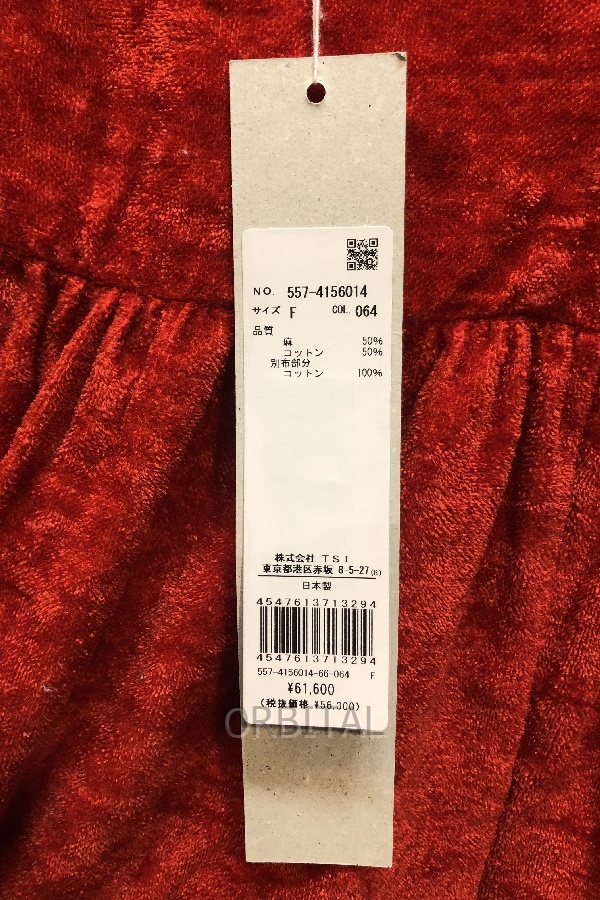 NO. 557-4156014
サイズ F COL. 064
品質
麻 50%
コットン 50%
別布部分
コットン 100%
株式会社 TSI
東京都港区赤坂 8-5-27(B)
日本製
4547613713294
4547613713294
557-4156014-66-064 F
¥61,600
(税抜価格 ¥56,000)
ORBITAL